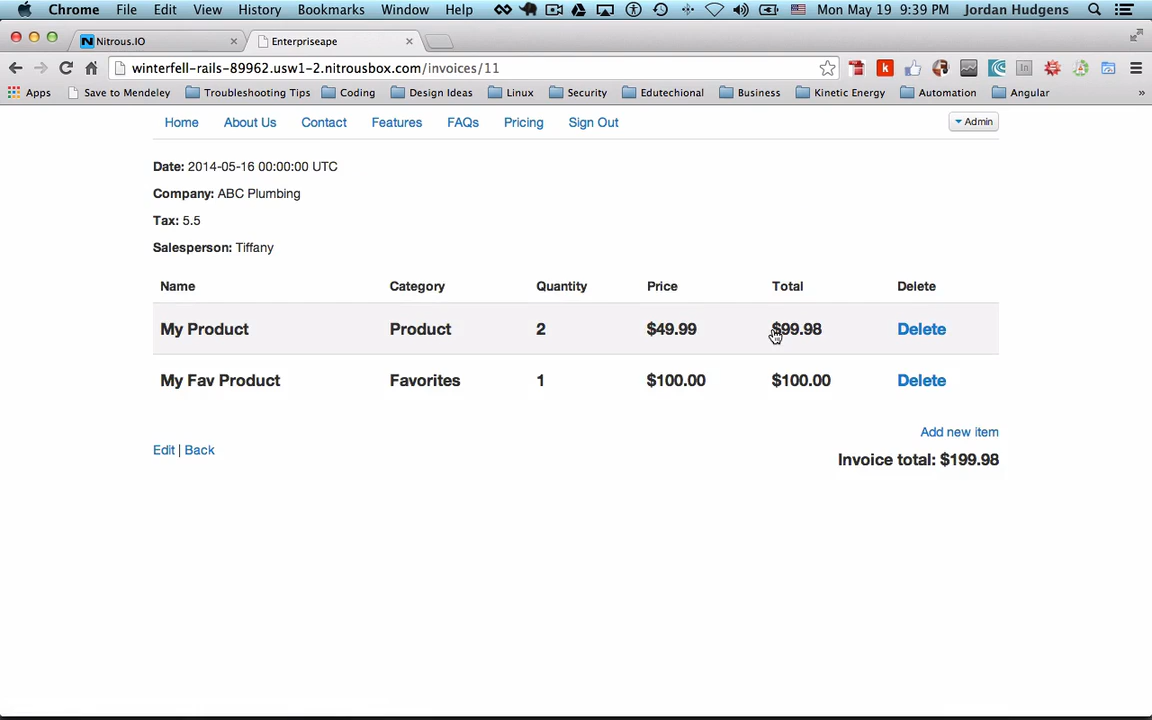 Chrome File Edit View History Bookmarks Window Help Mon May 19 9:39 PM Jordan Hudgens
Nitrous.IO Enterpriseape
winterfell-rails-89962.usw1-2.nitrousbox.com/invoices/11
Apps Save to Mendeley Troubleshooting Tips Coding Design Ideas Linux Security Edutechional Business Kinetic Energy Automation Angular »
Home About Us Contact Features FAQs Pricing Sign Out Admin
Date: 2014-05-16 00:00:00 UTC
Company: ABC Plumbing
Tax: 5.5
Salesperson: Tiffany
Name Category Quantity Price Total Delete
My Product Product 2 $49.99 $99.98 Delete
My Fav Product Favorites 1 $100.00 $100.00 Delete
Add new item
Edit | Back
Invoice total: $199.98